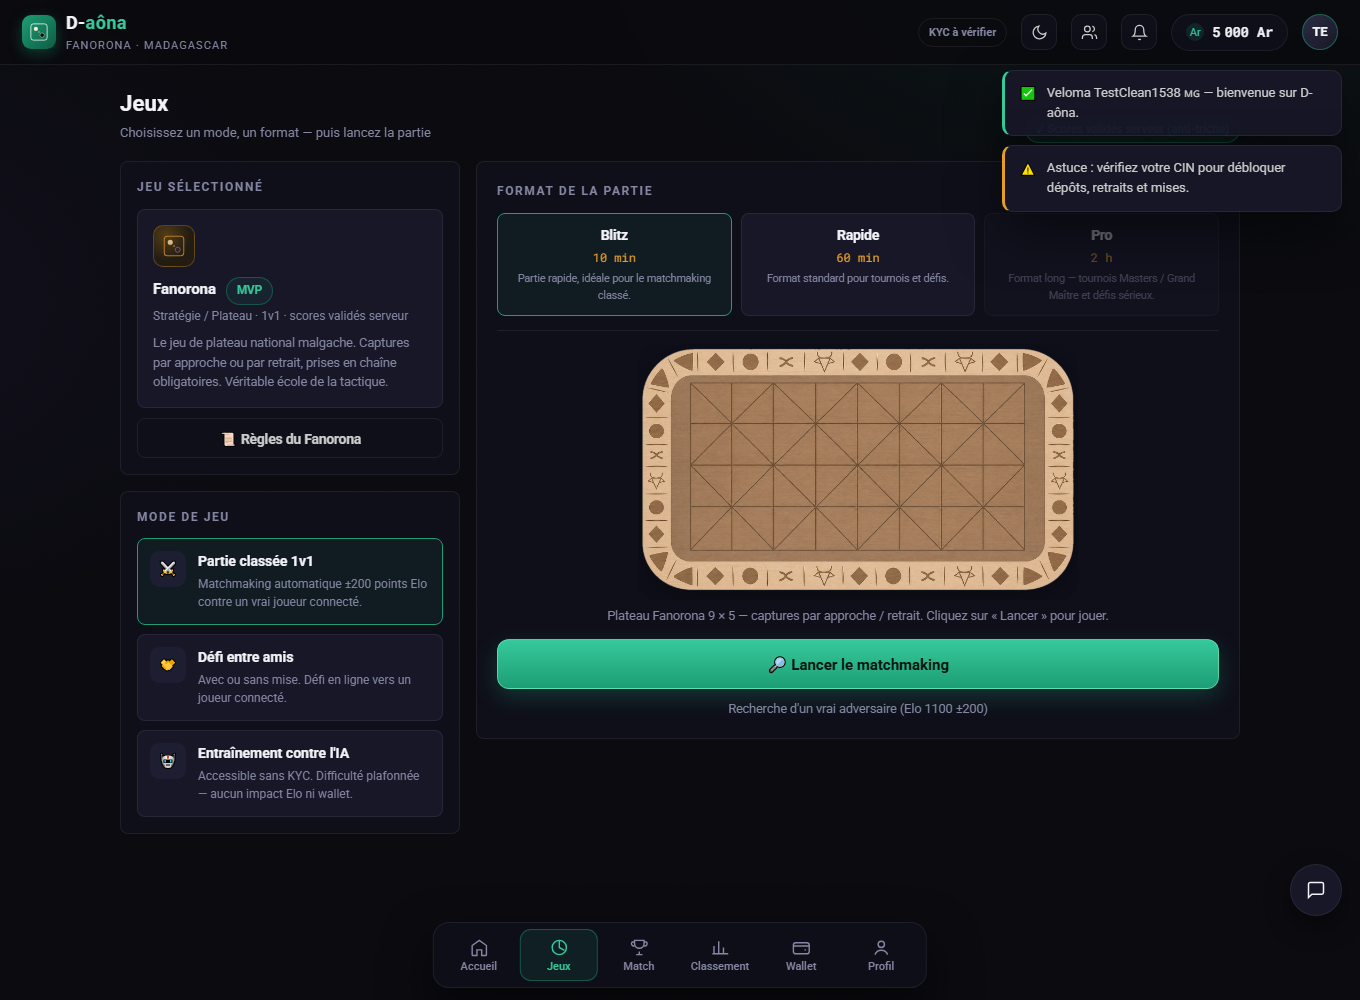 D-aôna
FANORONA · MADAGASCAR
KYC à vérifier
Ar 5 000 Ar
TE
Veloma TestClean1538 MG — bienvenue sur D-
aôna.
Astuce : vérifiez votre CIN pour débloquer
dépôts, retraits et mises.
Jeux
Choisissez un mode, un format — puis lancez la partie
JEU SÉLECTIONNÉ
Fanorona MVP
Stratégie / Plateau · 1v1 · scores validés serveur
Le jeu de plateau national malgache. Captures
par approche ou par retrait, prises en chaîne
obligatoires. Véritable école de la tactique.
📜 Règles du Fanorona
MODE DE JEU
Partie classée 1v1
Matchmaking automatique ±200 points Elo
contre un vrai joueur connecté.
Défi entre amis
Avec ou sans mise. Défi en ligne vers un
joueur connecté.
Entraînement contre l'IA
Accessible sans KYC. Difficulté plafonnée
— aucun impact Elo ni wallet.
FORMAT DE LA PARTIE
Blitz
10 min
Partie rapide, idéale pour le matchmaking
classé.
Rapide
60 min
Format standard pour tournois et défis.
Pro
2 h
Format long — tournois Masters / Grand
Maître et défis sérieux.
Plateau Fanorona 9 × 5 — captures par approche / retrait. Cliquez sur « Lancer » pour jouer.
🔎 Lancer le matchmaking
Recherche d'un vrai adversaire (Elo 1100 ±200)
Accueil
Jeux
Match
Classement
Wallet
Profil